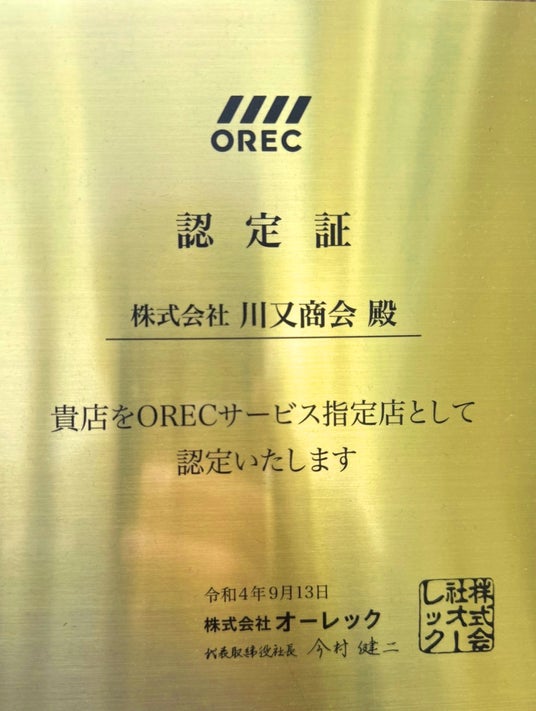 OREC
認定証
株式会社 川又商会 殿
貴店をORECサービス指定店として
認定いたします
令和4年9月13日
株式会社 オーレック
代表取締役社長 今村健二
株式会
社オー
レック